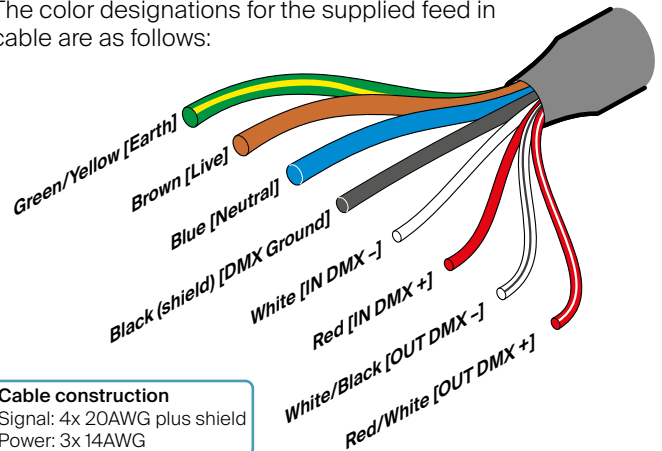 The color designations for the supplied feed in
cable are as follows:
Green/Yellow [Earth]
Brown [Live]
Blue [Neutral]
Black (shield) [DMX Ground]
White [IN DMX –]
Red [IN DMX +]
White/Black [OUT DMX –]
Red/White [OUT DMX +]
Cable construction
Signal: 4x 20AWG plus shield
Power: 3x 14AWG